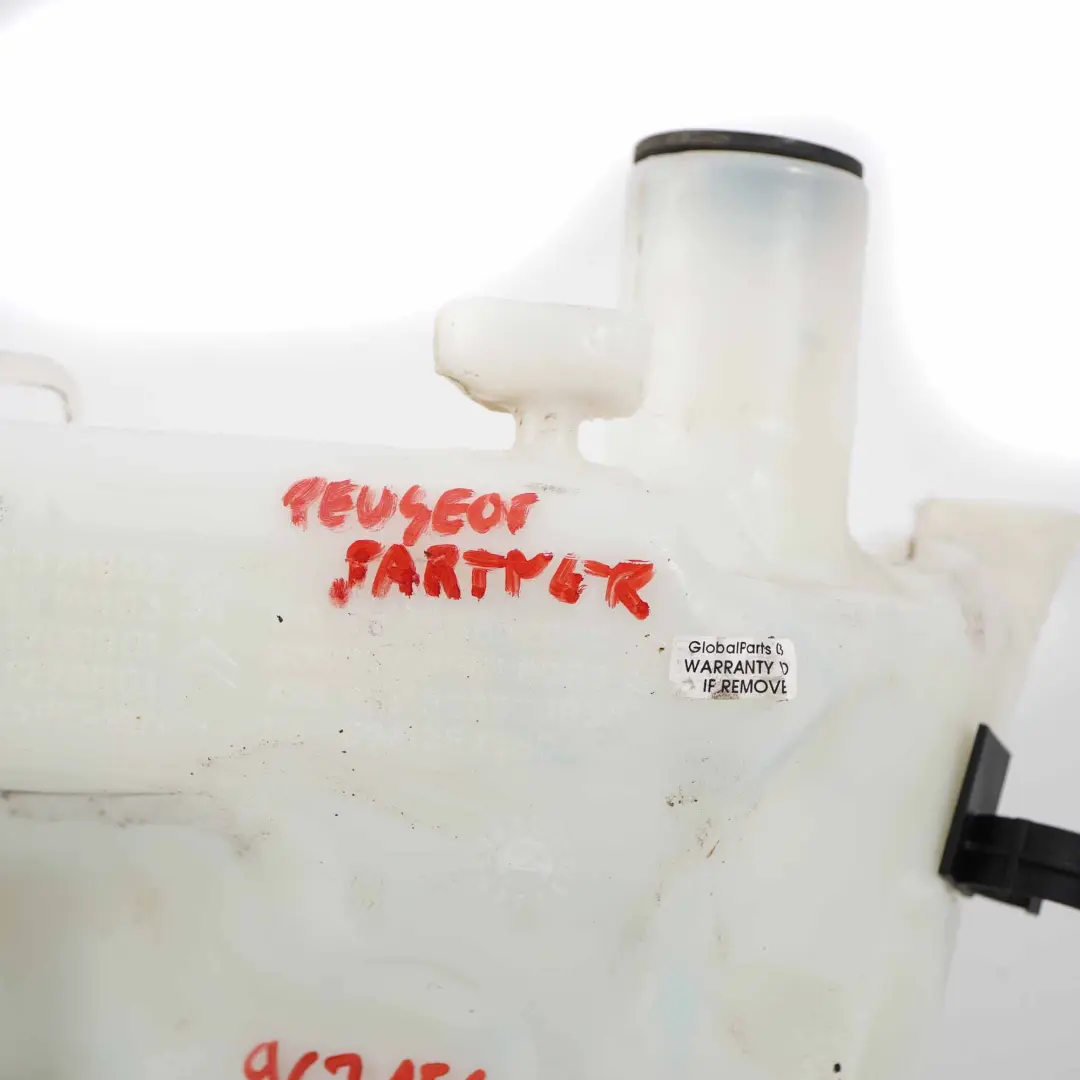 PEUGEOT
PARTNER
GlobalParts G
WARRANTY
IF REMOVE